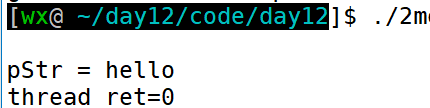 [wx@ ~/day12/code/day12]$ ./2m
pStr = hello
thread ret=0